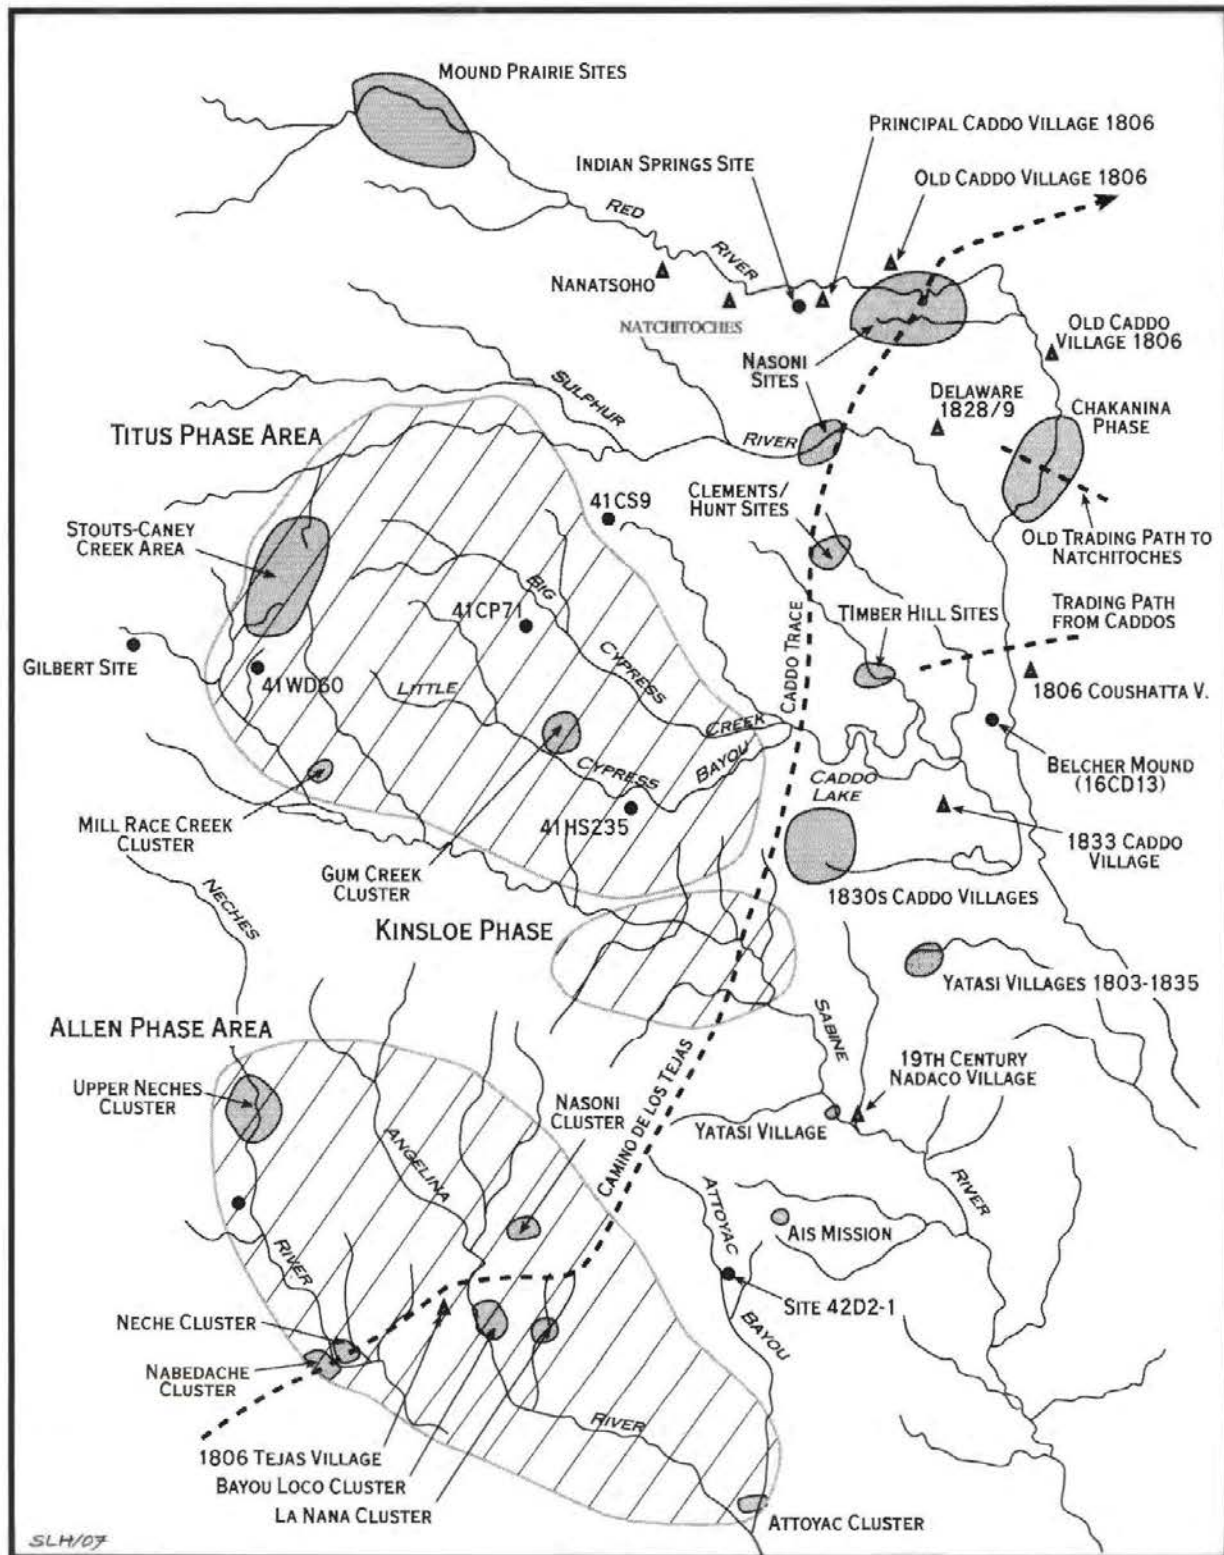 MOUND PRAIRIE SITES
PRINCIPAL CADDO VILLAGE 1806
INDIAN SPRINGS SITE
OLD CADDO VILLAGE 1806
RED
RIVER
NANATSOHO
NATCHITOCHES
NASONI
SITES
OLD CADDO
VILLAGE 1806
DELAWARE
1828/9
CHAKANINA
PHASE
SULPHUR
RIVER
TITUS PHASE AREA
41CS9
CLEMENTS/
HUNT SITES
STOUTS-CANEY
CREEK AREA
OLD TRADING PATH TO
NATCHITOCHES
BIG
41CP71
CYPRESS
CREEK
CADDO TRACE
TIMBER HILL SITES
TRADING PATH
FROM CADDOS
GILBERT SITE
41WD60
LITTLE
CYPRESS
BAYOU
1806 COUSHATTA V.
BELCHER MOUND
(16CD13)
CADDO
LAKE
MILL RACE CREEK
CLUSTER
41HS235
1833 CADDO
VILLAGE
GUM CREEK
CLUSTER
1830S CADDO VILLAGES
NECHES
KINSLOE PHASE
YATASI VILLAGES 1803-1835
ALLEN PHASE AREA
SABINE
19TH CENTURY
NADACO VILLAGE
UPPER NECHES
CLUSTER
NASONI
CLUSTER
CAMINO DE LOS TEJAS
YATASI VILLAGE
ANGELINA
ATTOYAC
RIVER
AIS MISSION
RIVER
SITE 42D2-1
NECHE CLUSTER
BAYOU
NABEDACHE
CLUSTER
RIVER
1806 TEJAS VILLAGE
BAYOU LOCO CLUSTER
LA NANA CLUSTER
ATTOYAC CLUSTER
SLH/07